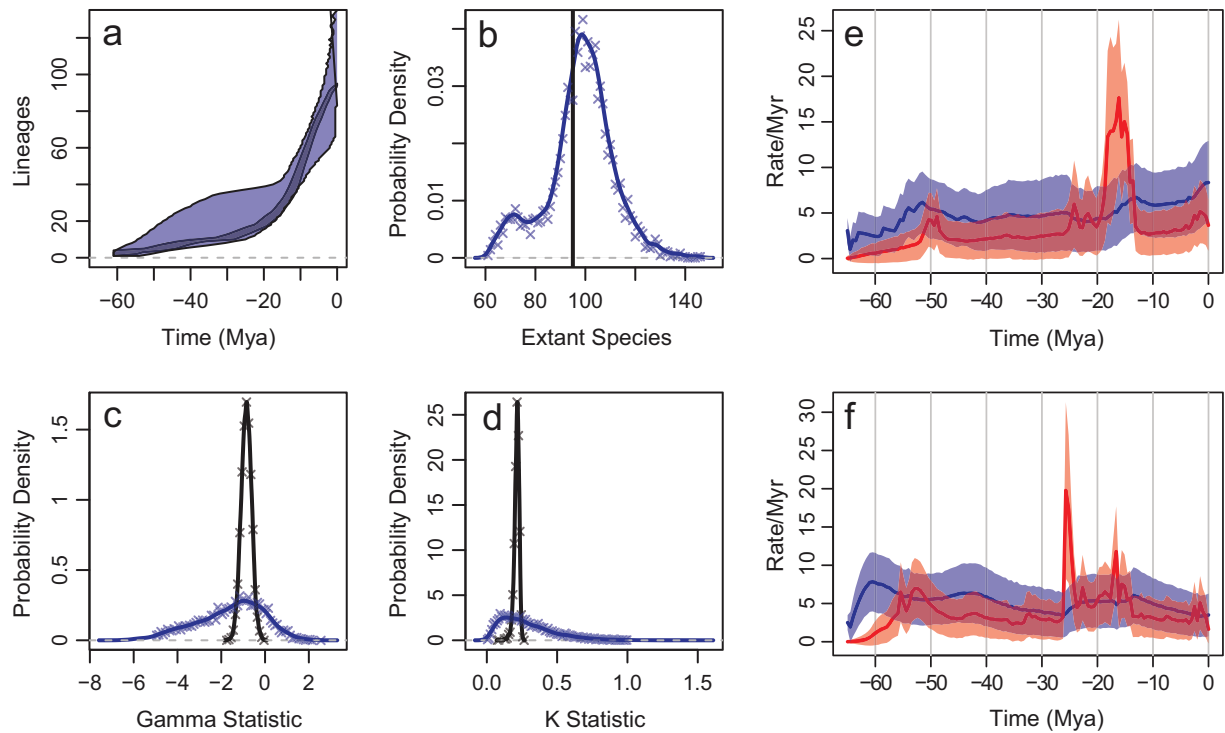 a
Lineages
0 20 60 100
−60 −40 −20 0
Time (Mya)
b
Probability Density
0 0.01 0.03
60 80 100 120 140
Extant Species
e
Rate/Myr
0 5 10 15 20 25
−60 −50 −40 −30 −20 −10 0
Time (Mya)
c
Probability Density
0 0.5 1 1.5
−8 −6 −4 −2 0 2
Gamma Statistic
d
Probability Density
0 5 10 15 20 25
0.0 0.5 1.0 1.5
K Statistic
f
Rate/Myr
0 5 10 15 20 25 30
−60 −50 −40 −30 −20 −10 0
Time (Mya)